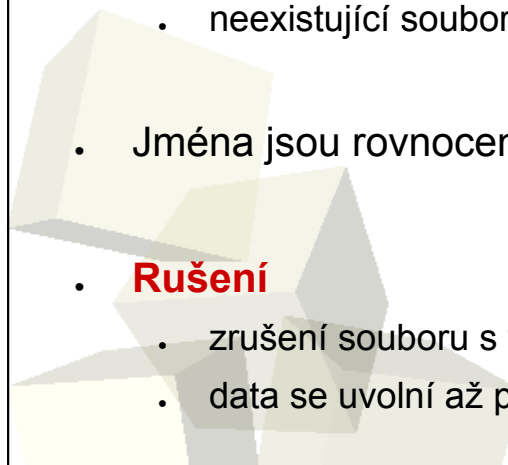 neexistující soubor
Jména jsou rovnocen
Rušení
zrušení souboru s
data se uvolní až p